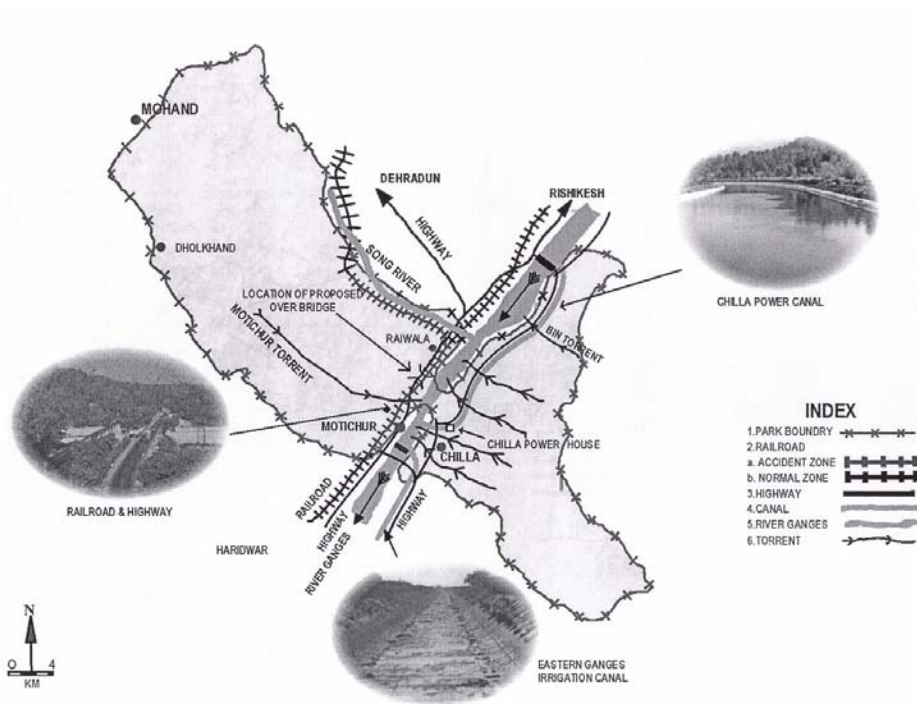 MOHAND
DEHRADUN
RISHIKESH
HIGHWAY
DHOLKHAND
SONG RIVER
LOCATION OF PROPOSED
OVER BRIDGE
CHILLA POWER CANAL
MOTICHUR TORRENT
RAIWALA
BIN TORRENT
MOTICHUR
CHILLA POWER HOUSE
CHILLA
RAILROAD & HIGHWAY
RAILROAD
HIGHWAY
RIVER GANGES
HIGHWAY
HARIDWAR
INDEX
1.PARK BOUNDRY
2.RAILROAD
a. ACCIDENT ZONE
b. NORMAL ZONE
3.HIGHWAY
4.CANAL
5.RIVER GANGES
6.TORRENT
N
O 4
KM
EASTERN GANGES
IRRIGATION CANAL